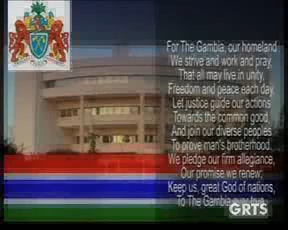 For The Gambia, our homeland
We strive and work and pray,
That all may live in unity,
Freedom and peace each day.
Let justice guide our actions
Towards the common good,
And join our diverse peoples
To prove man's brotherhood.
We pledge our firm allegiance,
Our promise we renew;
Keep us, great God of nations,
To The Gambia ever true.
GRTS